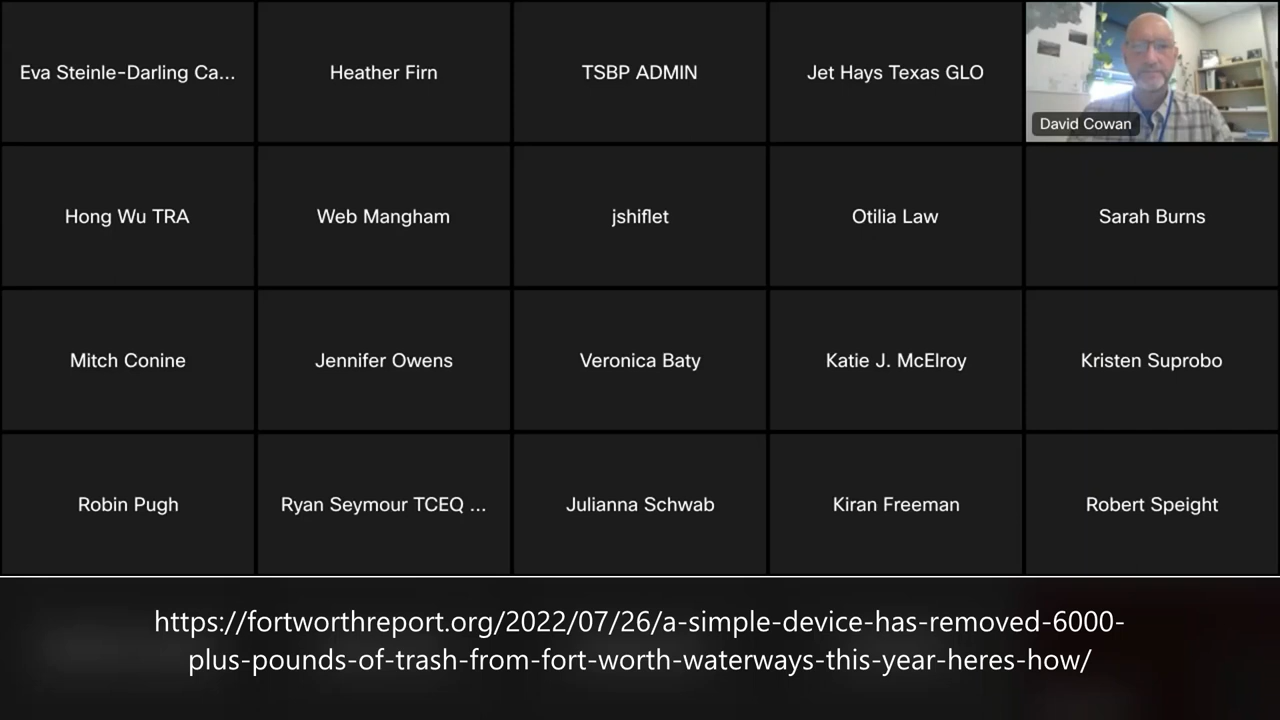 Eva Steinle-Darling Ca...
Heather Firn
TSBP ADMIN
Jet Hays Texas GLO
David Cowan
Hong Wu TRA
Web Mangham
jshiflet
Otilia Law
Sarah Burns
Mitch Conine
Jennifer Owens
Veronica Baty
Katie J. McElroy
Kristen Suprobo
Robin Pugh
Ryan Seymour TCEQ ...
Julianna Schwab
Kiran Freeman
Robert Speight
https://fortworthreport.org/2022/07/26/a-simple-device-has-removed-6000-
plus-pounds-of-trash-from-fort-worth-waterways-this-year-heres-how/